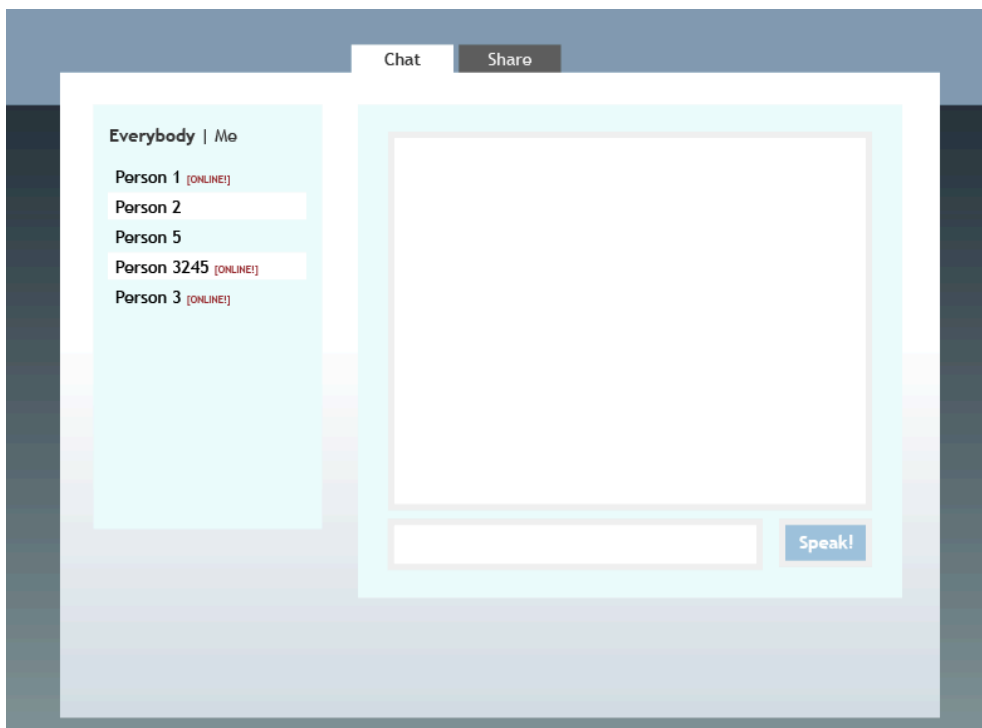 Chat Share
Everybody | Me
Person 1 [ONLINE!]
Person 2
Person 5
Person 3245 [ONLINE!]
Person 3 [ONLINE!]
Speak!